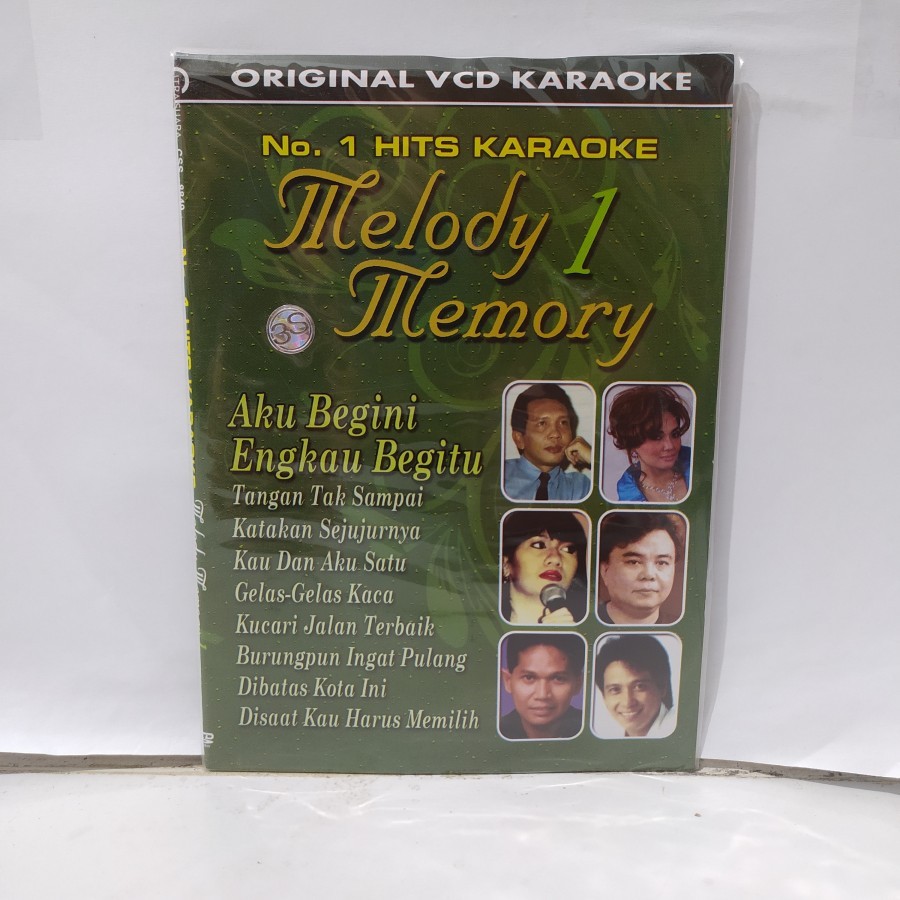 ORIGINAL VCD KARAOKE
No. 1 HITS KARAOKE
Melody 1
Memory
3S
Aku Begini
Engkau Begitu
Tangan Tak Sampai
Katakan Sejujurnya
Kau Dan Aku Satu
Gelas-Gelas Kaca
Kucari Jalan Terbaik
Burungpun Ingat Pulang
Dibatas Kota Ini
Disaat Kau Harus Memilih